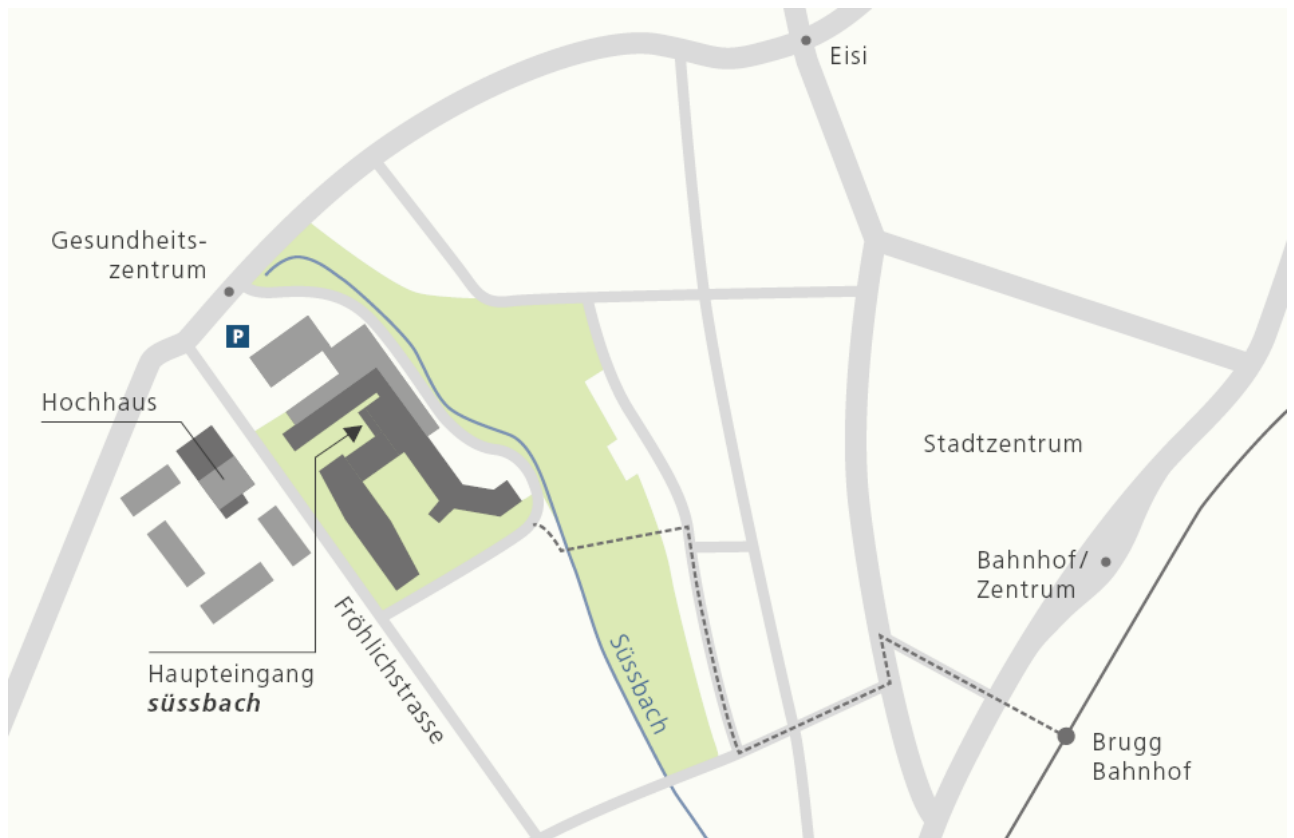 Eisi
Gesundheits-
zentrum
P
Hochhaus
Stadtzentrum
Bahnhof/
Zentrum
Fröhlichstrasse
Süssbach
Haupteingang
süssbach
Brugg
Bahnhof